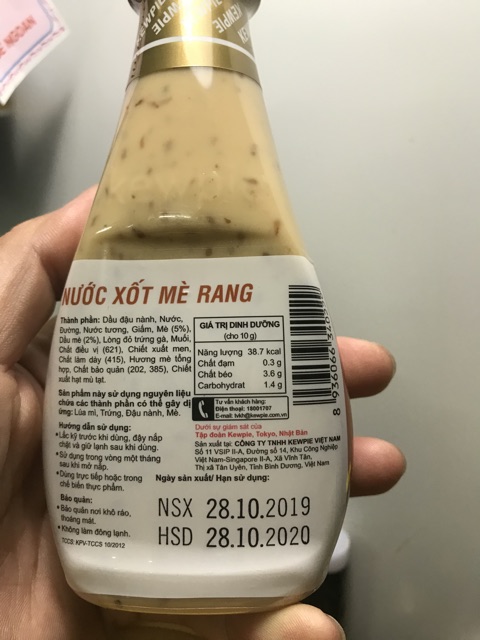 KEWPIE
NƯỚC XỐT MÈ RANG
Thành phần: Dầu đậu nành, Nước,
Đường, Nước tương, Giấm, Mè (5%),
Dầu mè (2%), Lòng đỏ trứng gà, Muối,
Chất điều vị (621), Chiết xuất nấm men,
Chất làm dày (415), Hương mè tổng
hợp, Chất bảo quản (202, 385), Chiết
xuất hạt mù tạt.
Sản phẩm này sử dụng nguyên liệu
chứa các thành phần có thể gây dị
ứng: Lúa mì, Trứng, Đậu nành, Mè.
Hướng dẫn sử dụng:
•Lắc kỹ trước khi dùng, đậy nắp
chặt và giữ lạnh sau khi dùng.
•Sử dụng trong vòng một tháng
sau khi mở nắp.
•Dùng trực tiếp hoặc trong
chế biến thực phẩm.
Bảo quản:
•Bảo quản nơi khô ráo,
thoáng mát.
•Không làm đông lạnh.
TCCS: KPV-TCCS 10/2012
GIÁ TRỊ DINH DƯỠNG
(cho 10 g)
Năng lượng 38.7 kcal
Chất đạm 0.3 g
Chất béo 3.6 g
Carbohydrat 1.4 g
Tư vấn khách hàng:
Điện thoại: 18001707
E-mail: tvkh@kewpie.com.vn
Dưới sự giám sát của
Tập đoàn Kewpie, Tokyo, Nhật Bản
Sản xuất tại: CÔNG TY TNHH KEWPIE VIỆT NAM
Số 11 VSIP II-A, Đường số 14, Khu Công Nghiệp
Việt Nam-Singapore II-A, Xã Vĩnh Tân,
Thị xã Tân Uyên, Tỉnh Bình Dương, Việt Nam
Ngày sản xuất/ Hạn sử dụng:
NSX 28.10.2019
HSD 28.10.2020